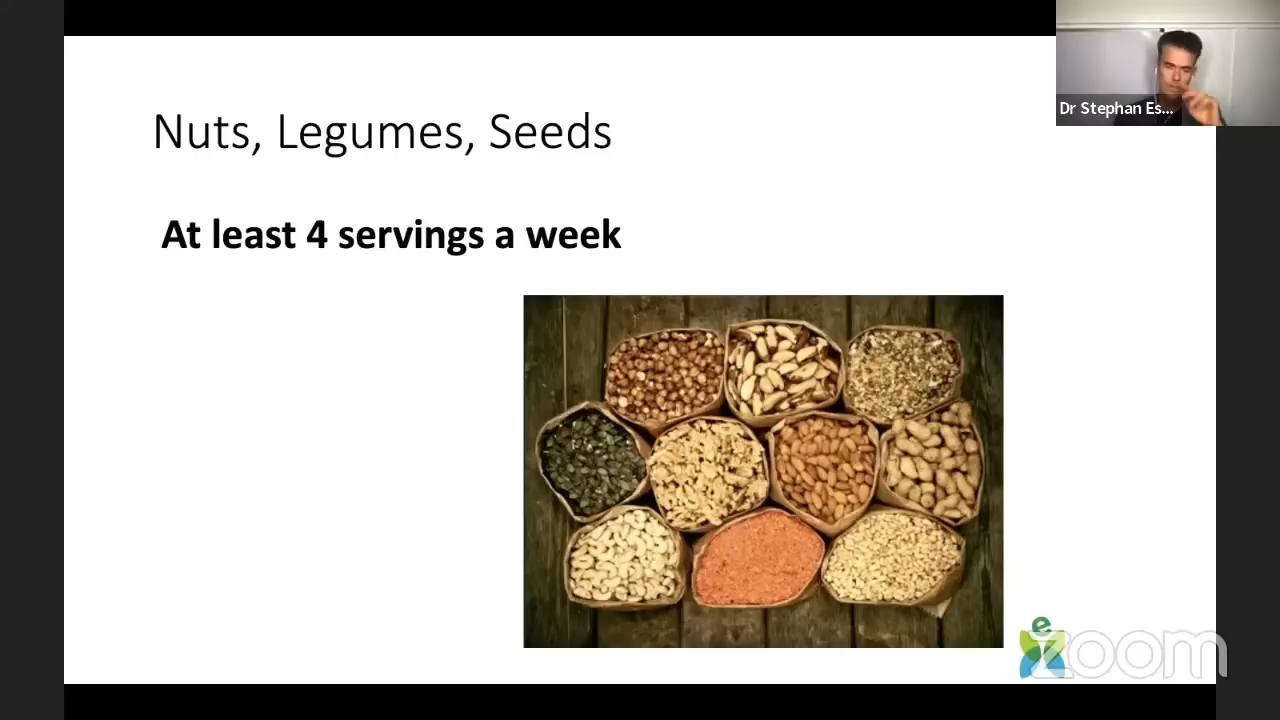 Dr Stephan Es...
Nuts, Legumes, Seeds
At least 4 servings a week
e
zoom